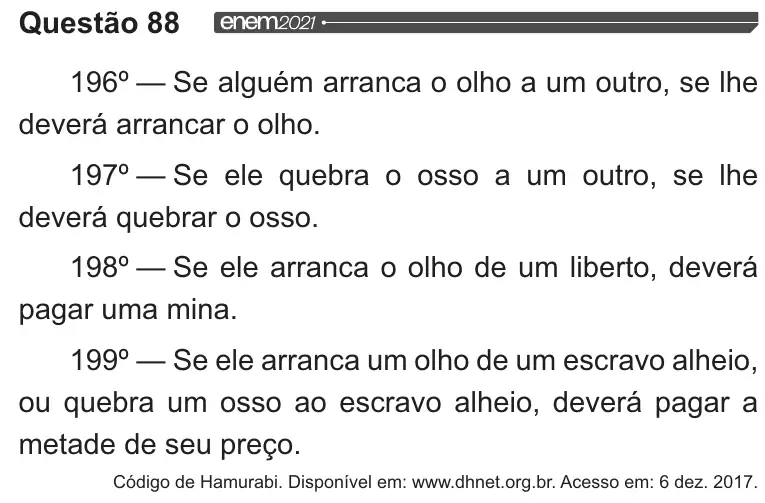 Questão 88 enem2021
196º — Se alguém arranca o olho a um outro, se lhe
deverá arrancar o olho.
197º — Se ele quebra o osso a um outro, se lhe
deverá quebrar o osso.
198º — Se ele arranca o olho de um liberto, deverá
pagar uma mina.
199º — Se ele arranca um olho de um escravo alheio,
ou quebra um osso ao escravo alheio, deverá pagar a
metade de seu preço.
Código de Hamurabi. Disponível em: www.dhnet.org.br. Acesso em: 6 dez. 2017.